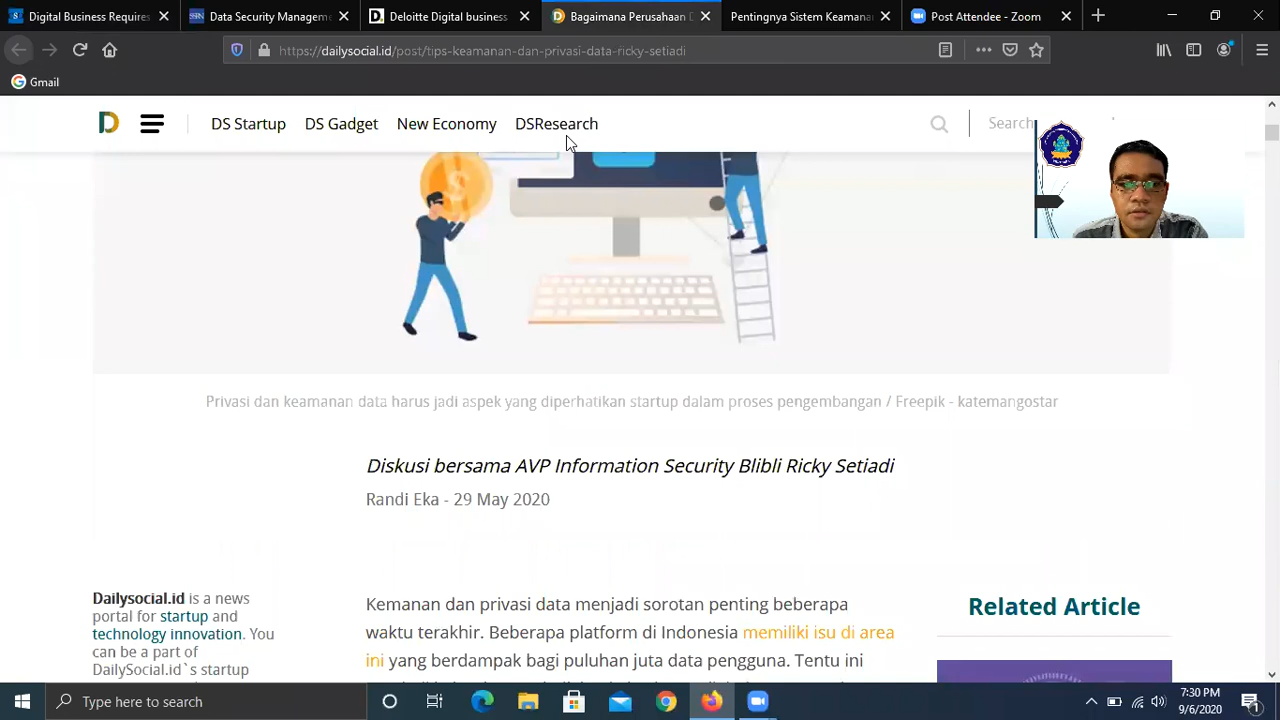 Digital Business Requires
Data Security Manageme
Deloitte Digital business
Bagaimana Perusahaan D
Pentingnya Sistem Keamanan
Post Attendee - Zoom
https://dailysocial.id/post/tips-keamanan-dan-privasi-data-ricky-setiadi
Gmail
DS Startup
DS Gadget
New Economy
DSResearch
Search
Privasi dan keamanan data harus jadi aspek yang diperhatikan startup dalam proses pengembangan / Freepik - katemangostar
Diskusi bersama AVP Information Security Blibli Ricky Setiadi
Randi Eka - 29 May 2020
Dailysocial.id is a news
portal for startup and
technology innovation. You
can be a part of
DailySocial.id`s startup
Kemanan dan privasi data menjadi sorotan penting beberapa
waktu terakhir. Beberapa platform di Indonesia memiliki isu di area
ini yang berdampak bagi puluhan juta data pengguna. Tentu ini
Related Article
Type here to search
7:30 PM
9/6/2020